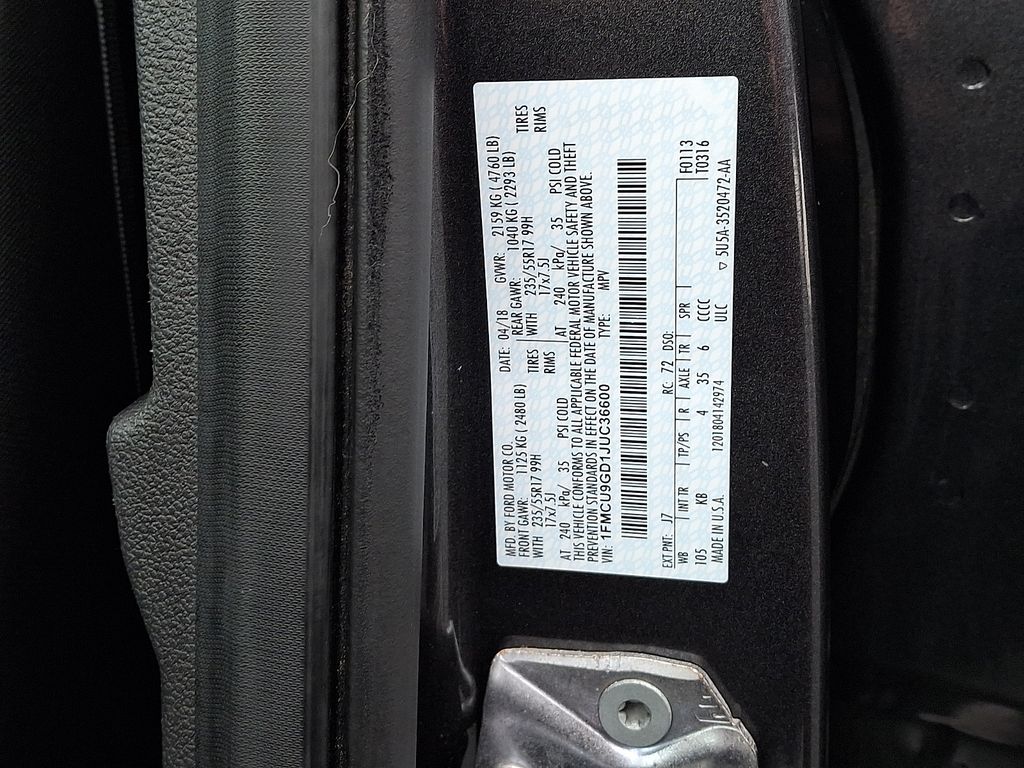 MFD. BY FORD MOTOR CO.
DATE: 04/18 GVWR: 2159 KG ( 4760 LB)
FRONT GAWR: 1125 KG ( 2480 LB) REAR GAWR: 1040 KG ( 2293 LB)
WITH 235/55R17 99H TIRES WITH 235/55R17 99H TIRES
17x7.5J RIMS 17x7.5J RIMS
AT 240 kPa/ 35 PSI COLD AT 240 kPa/ 35 PSI COLD
THIS VEHICLE CONFORMS TO ALL APPLICABLE FEDERAL MOTOR VEHICLE SAFETY AND THEFT
PREVENTION STANDARDS IN EFFECT ON THE DATE OF MANUFACTURE SHOWN ABOVE.
VIN: 1FMCU9GD1JUC36600 TYPE: MPV
EXT PNT: J7 RC: 72 DSO: F0113
WB INT TR TP/PS R AXLE TR SPR T0316
105 KB 4 35 6 CCCC
MADE IN U.S.A. 1201804142974 ULC ▽ 5U5A-3520472-AA